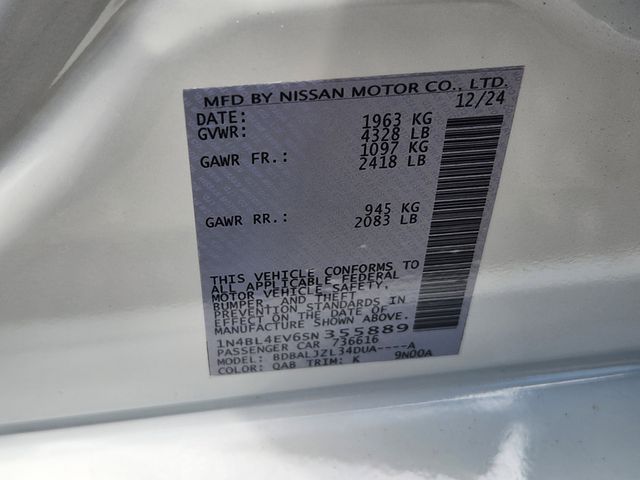 MFD BY NISSAN MOTOR CO., LTD.
DATE: 12/24
GVWR: 1963 KG
4328 LB
GAWR FR.: 1097 KG
2418 LB
GAWR RR.: 945 KG
2083 LB
THIS VEHICLE CONFORMS TO
ALL APPLICABLE FEDERAL
MOTOR VEHICLE SAFETY,
BUMPER, AND THEFT
PREVENTION STANDARDS IN
EFFECT ON THE DATE OF
MANUFACTURE SHOWN ABOVE.
1N4BL4EV6SN355889
PASSENGER CAR 736616
MODEL: BDBALJZL34DUA----A
COLOR: QAB TRIM: K 9N00A